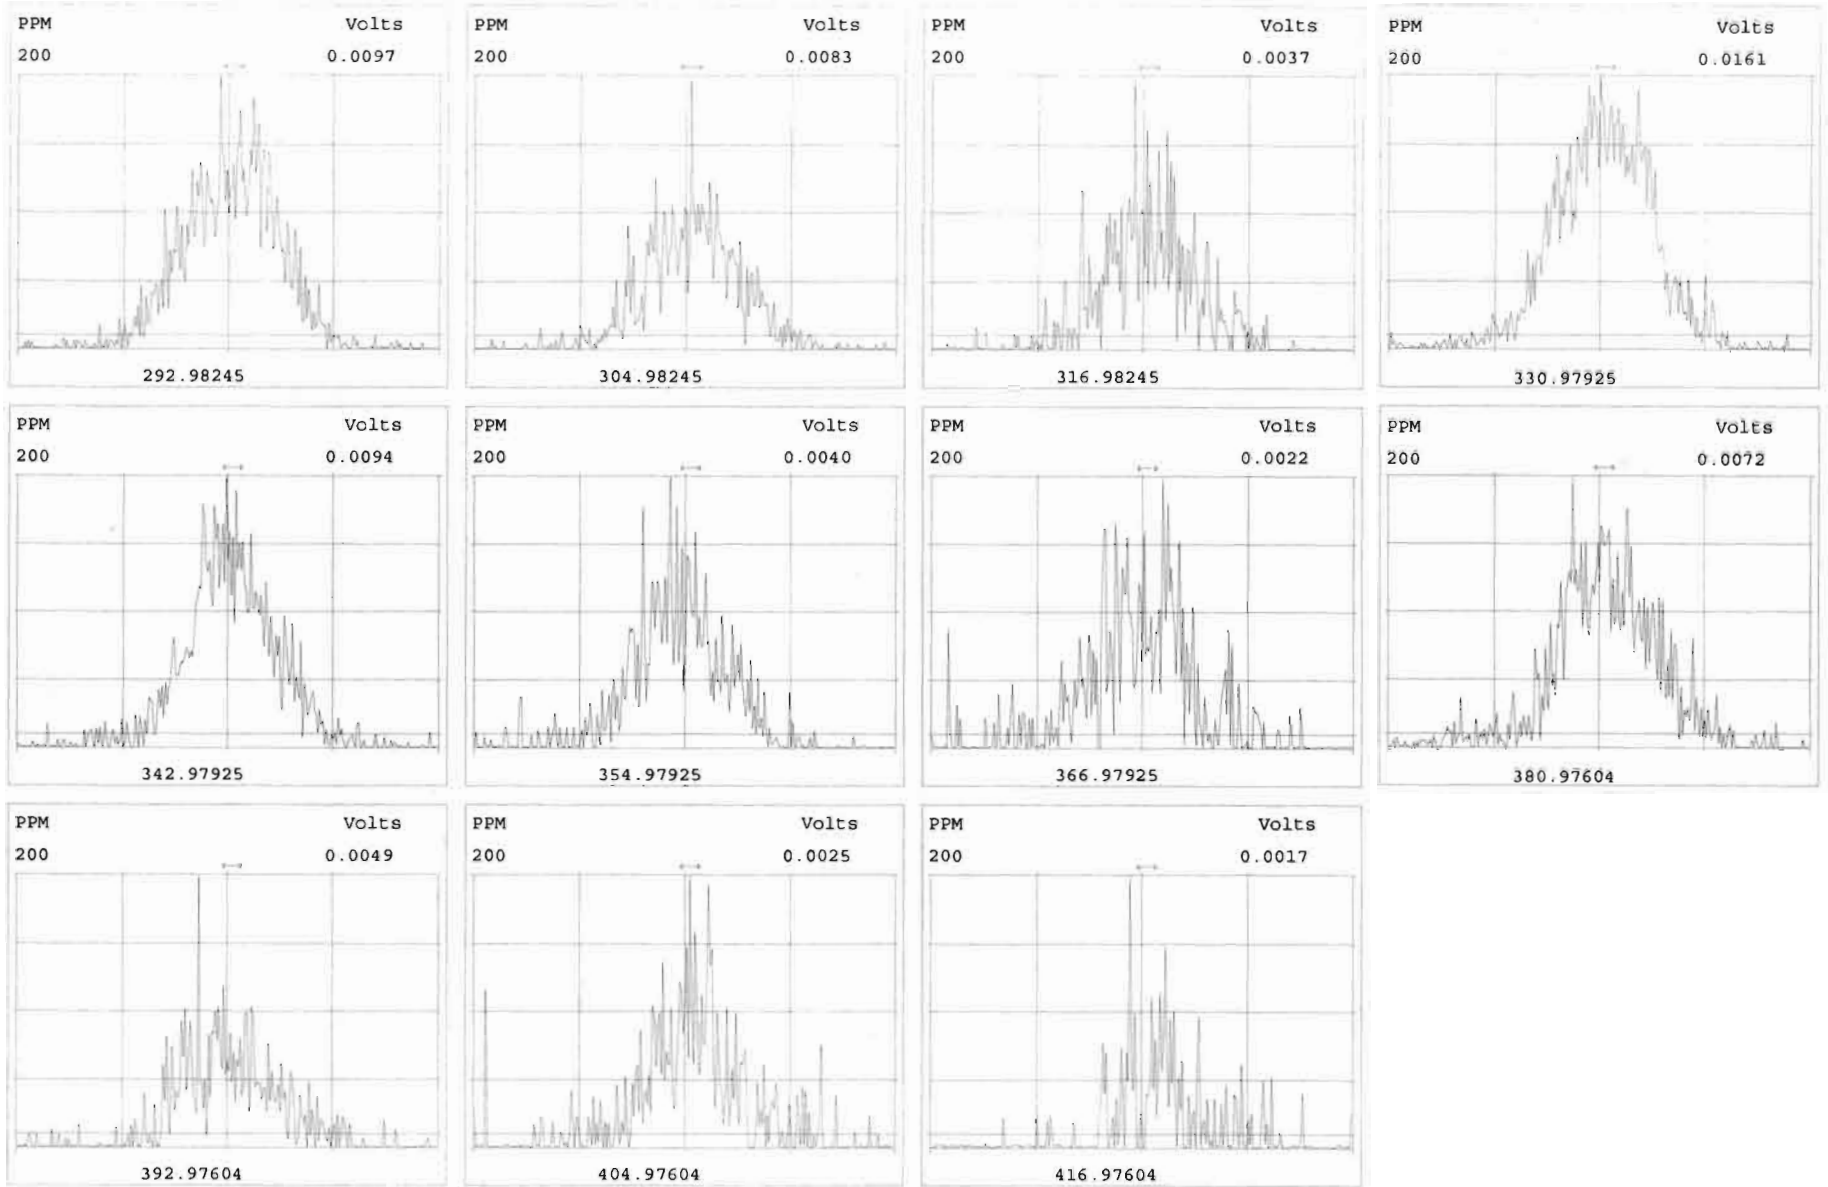 PPM Volts
200 0.0097
292.98245
PPM Volts
200 0.0083
304.98245
PPM Volts
200 0.0037
316.98245
PPM Volts
200 0.0161
330.97925
PPM Volts
200 0.0094
342.97925
PPM Volts
200 0.0040
354.97925
PPM Volts
200 0.0022
366.97925
PPM Volts
200 0.0072
380.97604
PPM Volts
200 0.0049
392.97604
PPM Volts
200 0.0025
404.97604
PPM Volts
200 0.0017
416.97604